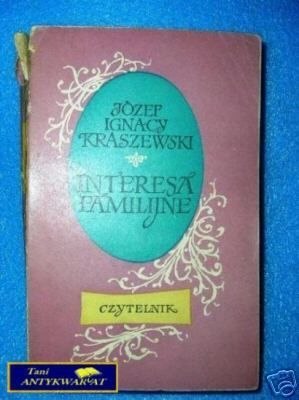 JÓZEF
IGNACY
KRASZEWSKI
INTERESA
FAMILIJNE
CZYTELNIK
Tani
ANTYKWARIAT